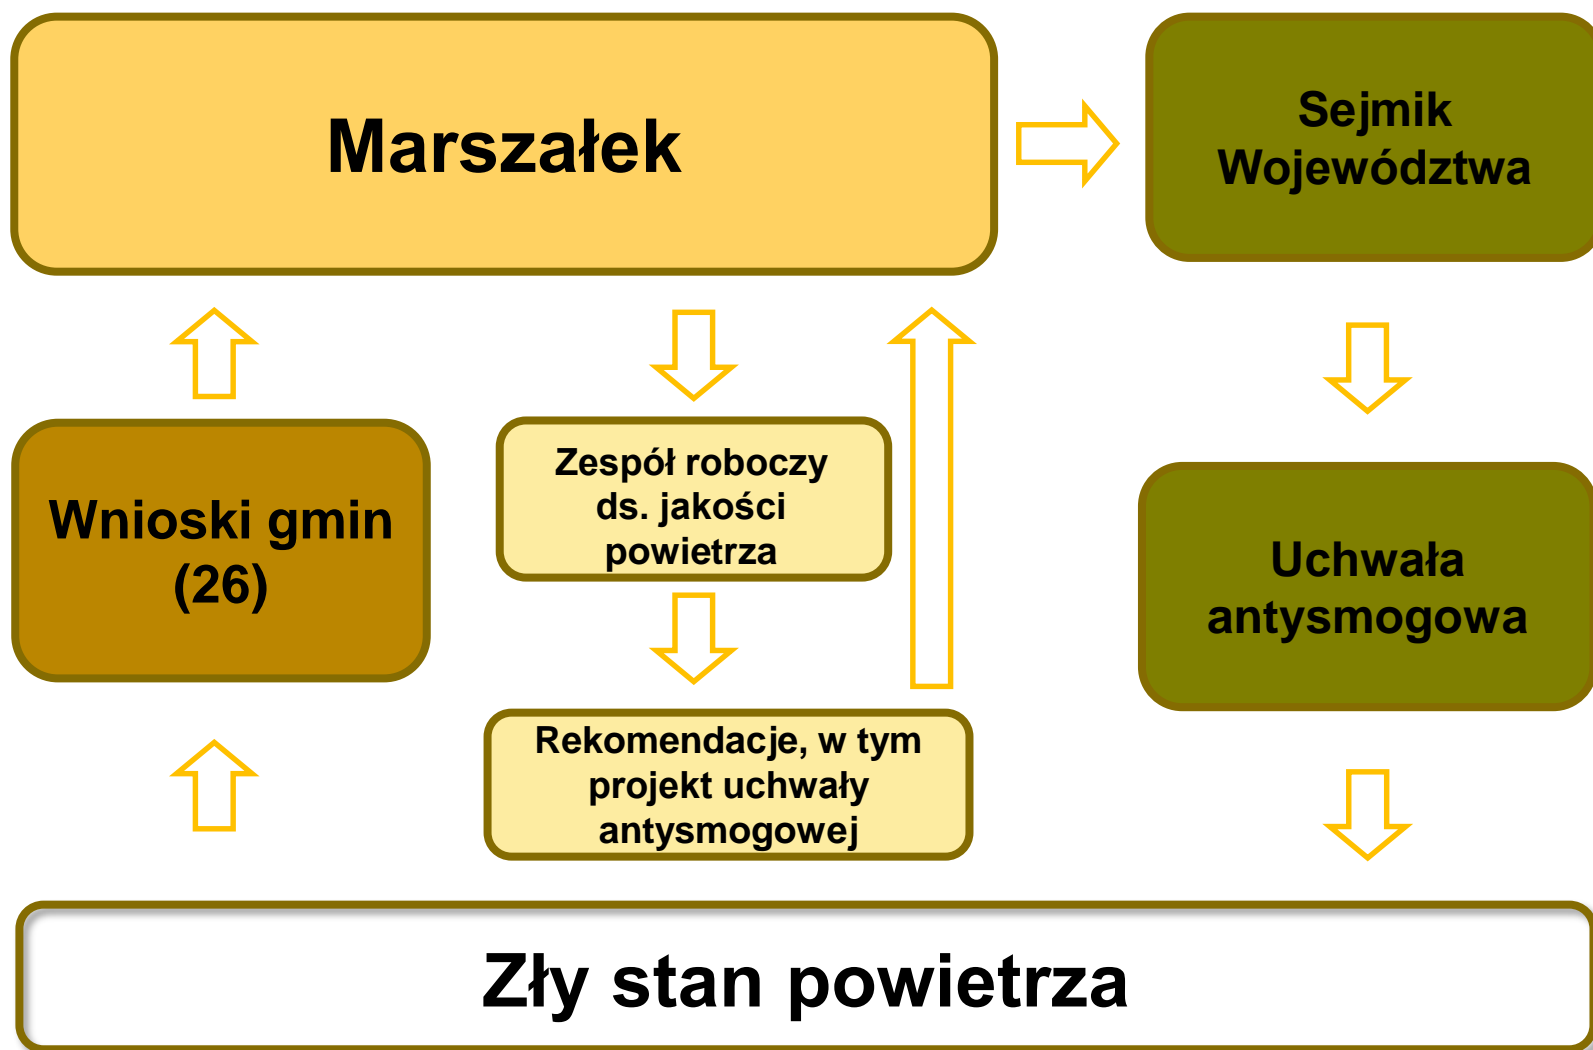 Marszałek
Sejmik
Województwa
Wnioski gmin
(26)
Zespół roboczy
ds. jakości
powietrza
Uchwała
antysmogowa
Rekomendacje, w tym
projekt uchwały
antysmogowej
Zły stan powietrza